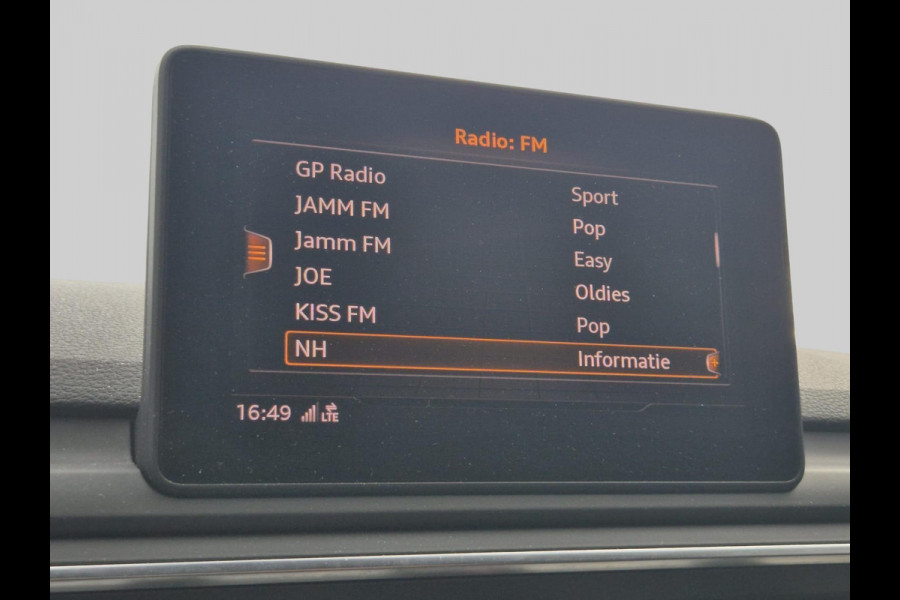 Radio: FM
GP Radio Sport
JAMM FM Pop
Jamm FM Easy
JOE Oldies
KISS FM Pop
NH Informatie
16:49 LTE